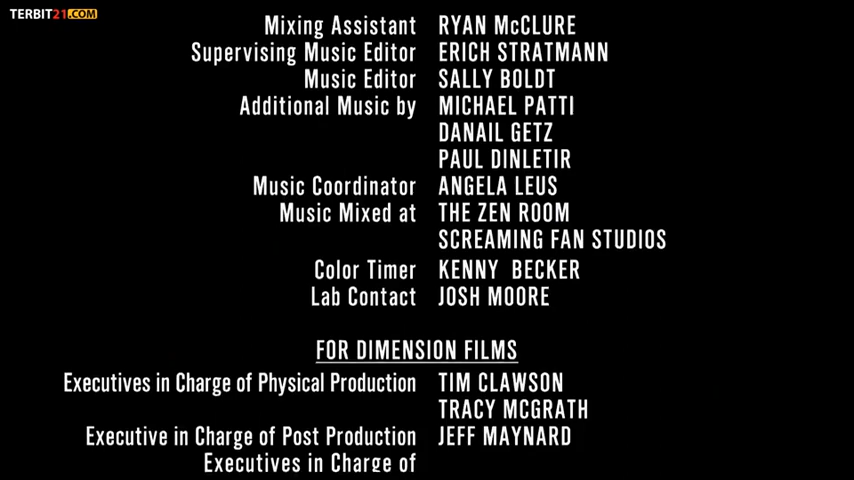 TERBIT21.COM
Mixing Assistant RYAN McCLURE
Supervising Music Editor ERICH STRATMANN
Music Editor SALLY BOLDT
Additional Music by MICHAEL PATTI
DANAIL GETZ
PAUL DINLETIR
Music Coordinator ANGELA LEUS
Music Mixed at THE ZEN ROOM
SCREAMING FAN STUDIOS
Color Timer KENNY BECKER
Lab Contact JOSH MOORE
FOR DIMENSION FILMS
Executives in Charge of Physical Production TIM CLAWSON
TRACY MCGRATH
Executive in Charge of Post Production JEFF MAYNARD
Executives in Charge of